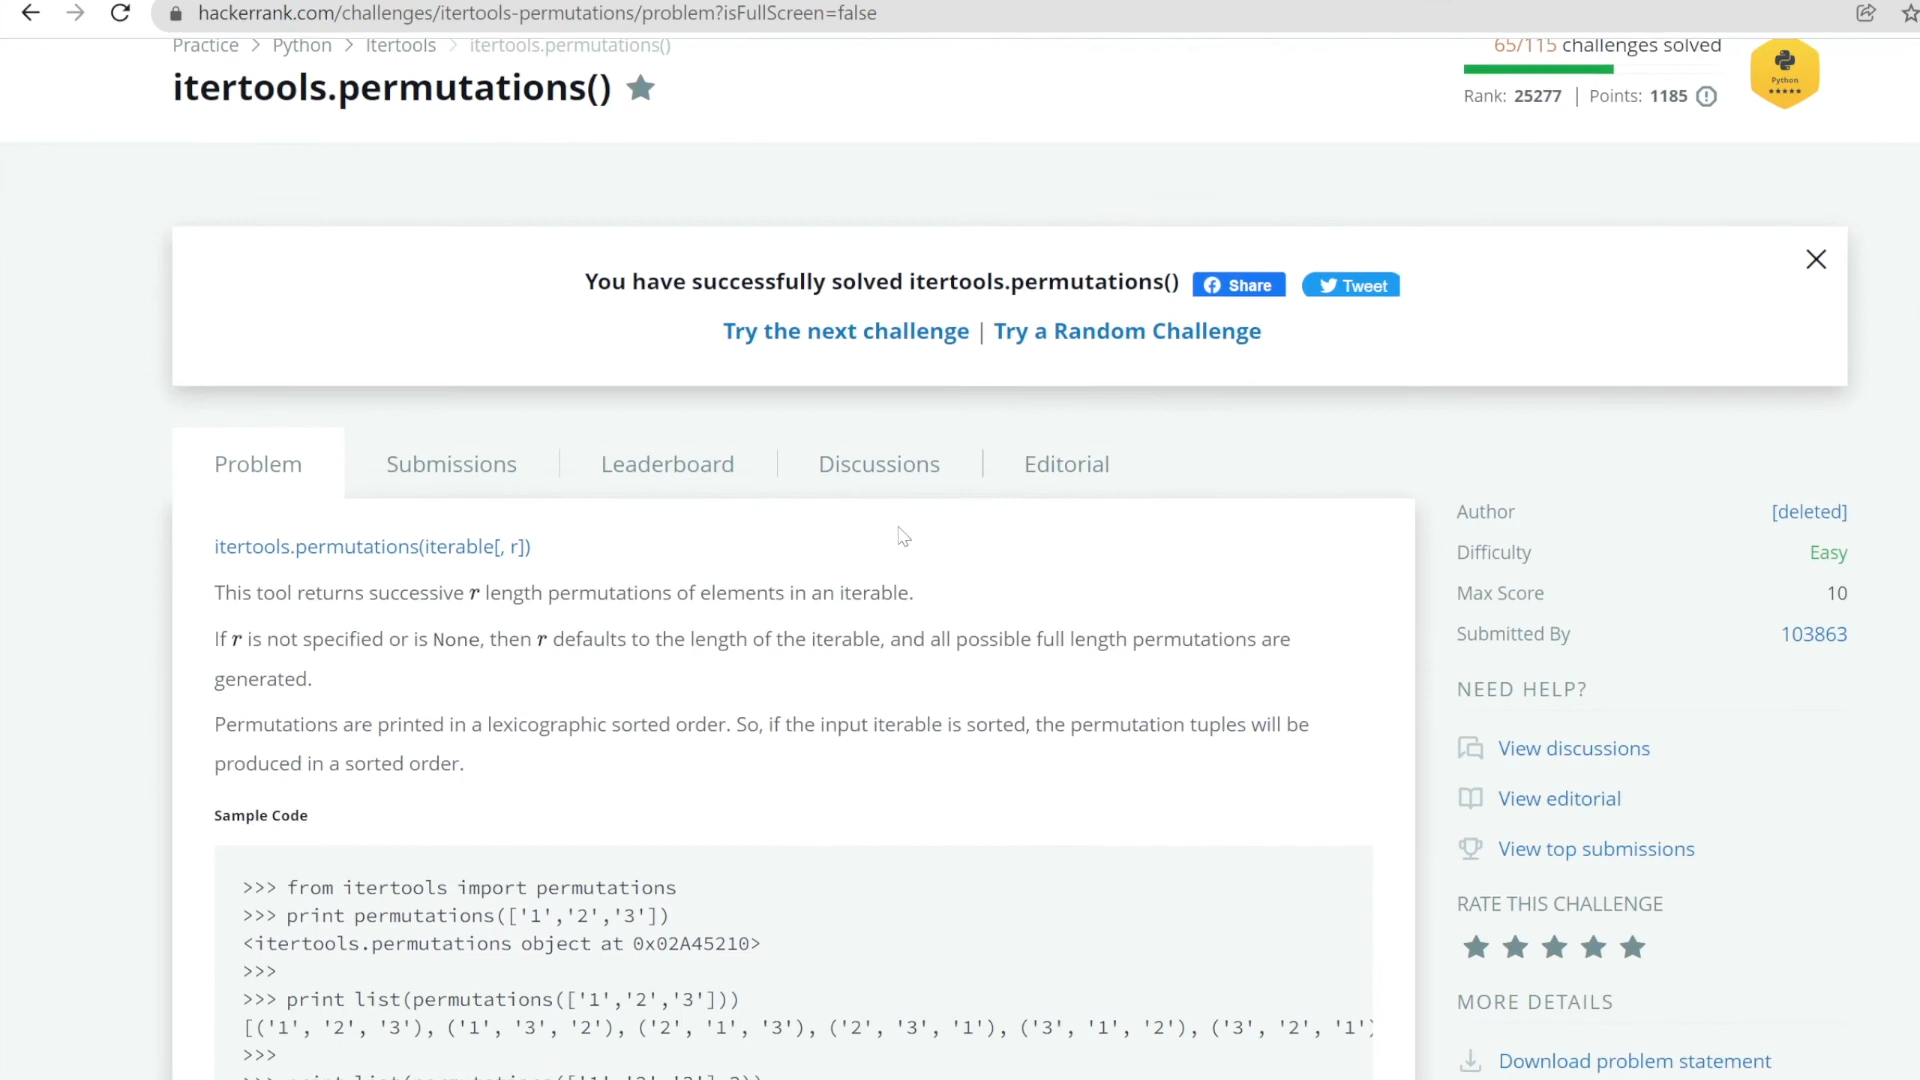 hackerrank.com/challenges/itertools-permutations/problem?isFullScreen=false
Practice > Python > Itertools > itertools.permutations()
65/115 challenges solved
itertools.permutations()
Rank: 25277 | Points: 1185
Python
You have successfully solved itertools.permutations() Share Tweet
Try the next challenge | Try a Random Challenge
Problem Submissions Leaderboard Discussions Editorial
itertools.permutations(iterable[, r])
This tool returns successive r length permutations of elements in an iterable.
If r is not specified or is None, then r defaults to the length of the iterable, and all possible full length permutations are
generated.
Permutations are printed in a lexicographic sorted order. So, if the input iterable is sorted, the permutation tuples will be
produced in a sorted order.
Sample Code
>>> from itertools import permutations
>>> print permutations(['1','2','3'])
<itertools.permutations object at 0x02A45210>
>>>
>>> print list(permutations(['1','2','3']))
[('1', '2', '3'), ('1', '3', '2'), ('2', '1', '3'), ('2', '3', '1'), ('3', '1', '2'), ('3', '2', '1')
>>>
Author [deleted]
Difficulty Easy
Max Score 10
Submitted By 103863
NEED HELP?
View discussions
View editorial
View top submissions
RATE THIS CHALLENGE
MORE DETAILS
Download problem statement